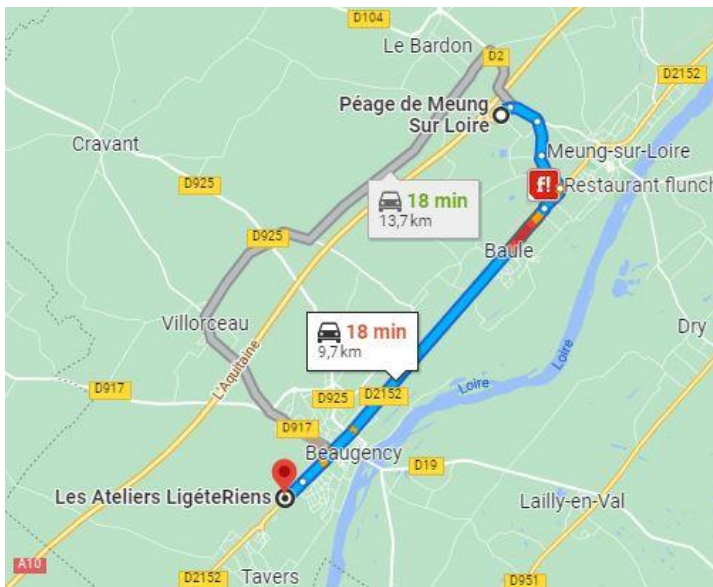 D104
Le Bardon
D2
D2152
Péage de Meung
Sur Loire
Cravant
Meung-sur-Loire
D925
f!
Restaurant flunch
18 min
13,7 km
D925
Baule
Villorceau
18 min
9,7 km
Dry
L'Aquitaine
Loire
Loire
D917
D925
D2152
D917
Beaugency
D19
Les Ateliers LigéteRiens
Lailly-en-Val
A10
D2152
Tavers
D951